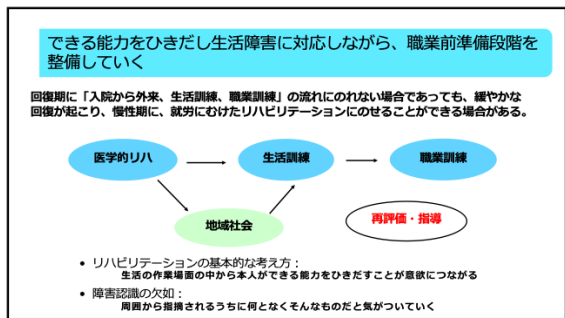 できる能力をひきだし生活障害に対応しながら、職業前準備段階を
整備していく
回復期に「入院から外来、生活訓練、職業訓練」の流れにのれない場合であっても、緩やかな
回復が起こり、慢性期に、就労にむけたリハビリテーションにのせることができる場合がある。
医学的リハ
生活訓練
職業訓練
地域社会
再評価・指導
• リハビリテーションの基本的な考え方：
生活の作業場面の中から本人ができる能力をひきだすことが意欲につながる
• 障害認識の欠如：
周囲から指摘されるうちに何となくそんなものだと気がついていく